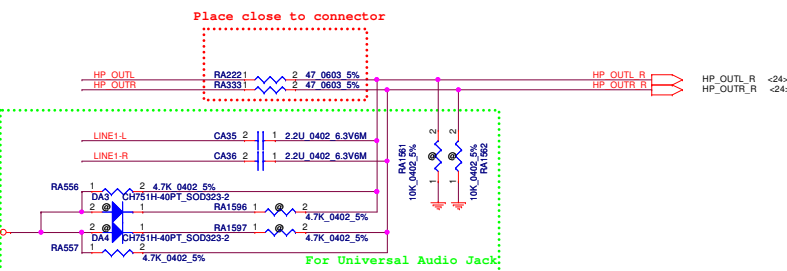 Place close to connector
HP_OUTL RA222 1 2 47_0603_5% HP_OUTL_R HP_OUTL_R <24>
HP_OUTR RA333 1 2 47_0603_5% HP_OUTR_R HP_OUTR_R <24>
LINE1-L CA35 2 1 2.2U_0402_6.3V6M
LINE1-R CA36 2 1 2.2U_0402_6.3V6M
2 2
RA1561 @ @ RA1562
10K_0402_5% 10K_0402_5%
1 1
RA556 1 2 4.7K_0402_5%
DA3 CH751H-40PT_SOD323-2
2 @ 1 RA1596 1 @ 2
4.7K_0402_5%
2 @ 1 RA1597 1 @ 2
DA4 CH751H-40PT_SOD323-2 4.7K_0402_5%
RA557 1 2
4.7K_0402_5%
For Universal Audio Jack